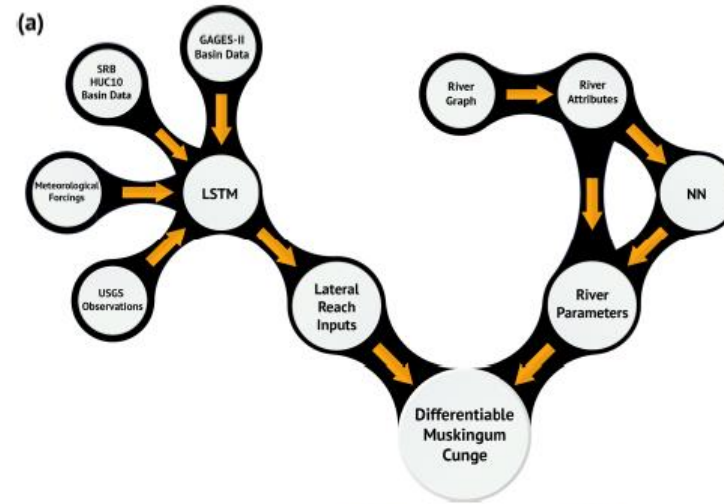 (a)
GAGES-II
Basin Data
SRB
HUC10
Basin Data
Meteorological
Forcings
USGS
Observations
LSTM
Lateral
Reach
Inputs
River
Graph
River
Attributes
NN
River
Parameters
Differentiable
Muskingum
Cunge